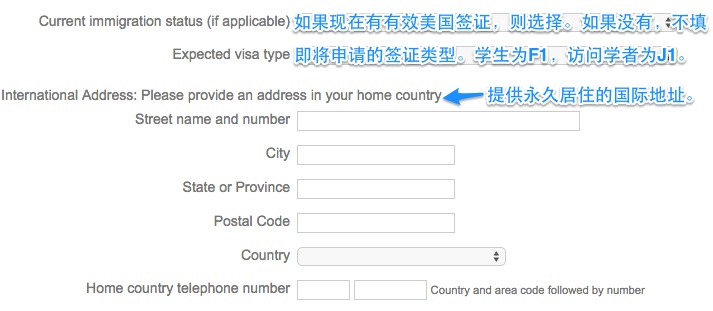 Current immigration status (if applicable) 如果现在有有效美国签证，则选择。如果没有，不填
Expected visa type 即将申请的签证类型。学生为F1，访问学者为J1。
International Address: Please provide an address in your home country 提供永久居住的国际地址。
Street name and number
City
State or Province
Postal Code
Country
Home country telephone number Country and area code followed by number